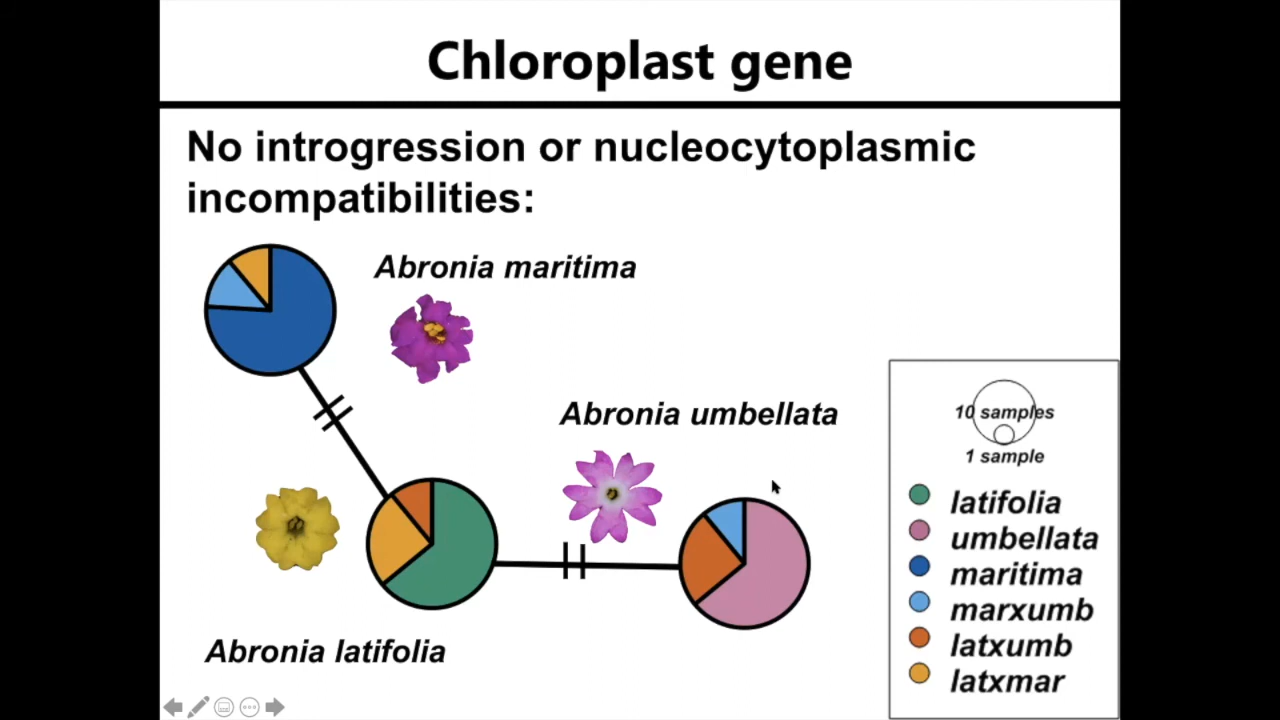 Chloroplast gene
No introgression or nucleocytoplasmic
incompatibilities:
Abronia maritima
Abronia umbellata
Abronia latifolia
10 samples
1 sample
latifolia
umbellata
maritima
marxumb
latxumb
latxmar